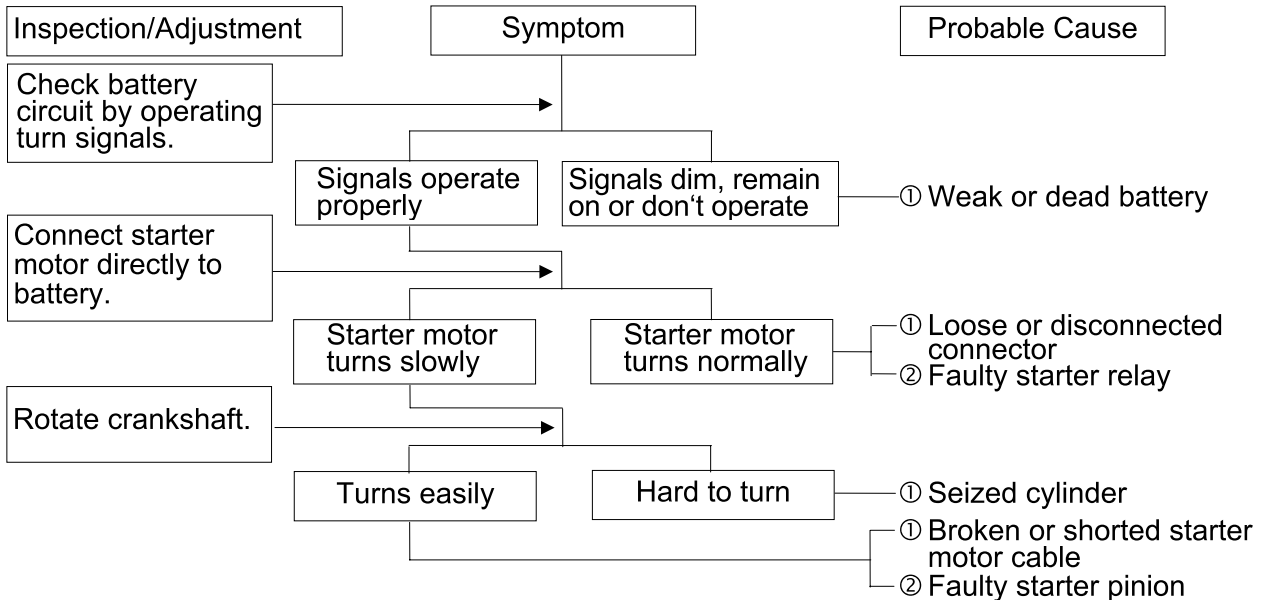 Inspection/Adjustment
Symptom
Probable Cause
Check battery
circuit by operating
turn signals.
Signals operate
properly
Signals dim, remain
on or don‘t operate
① Weak or dead battery
Connect starter
motor directly to
battery.
Starter motor
turns slowly
Starter motor
turns normally
① Loose or disconnected
connector
② Faulty starter relay
Rotate crankshaft.
Turns easily
Hard to turn
① Seized cylinder
① Broken or shorted starter
motor cable
② Faulty starter pinion